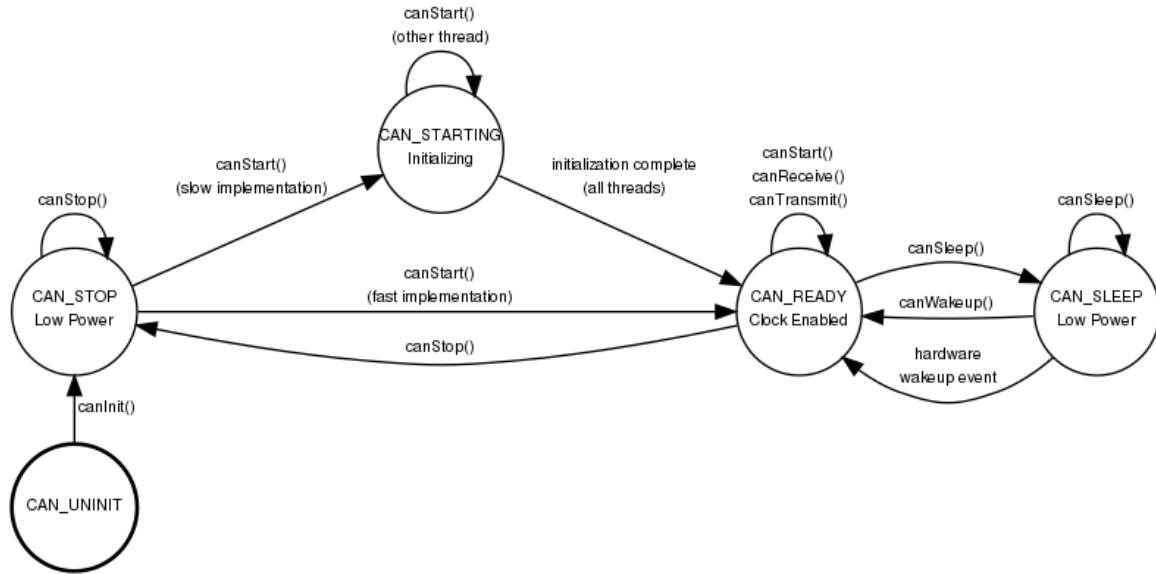 canStart()
(other thread)
CAN_STARTING
Initializing
canStart()
(slow implementation)
initialization complete
(all threads)
canStart()
canReceive()
canTransmit()
canStop()
canSleep()
canSleep()
CAN_STOP
Low Power
canStart()
(fast implementation)
CAN_READY
Clock Enabled
canWakeup()
CAN_SLEEP
Low Power
canStop()
hardware
wakeup event
canInit()
CAN_UNINIT